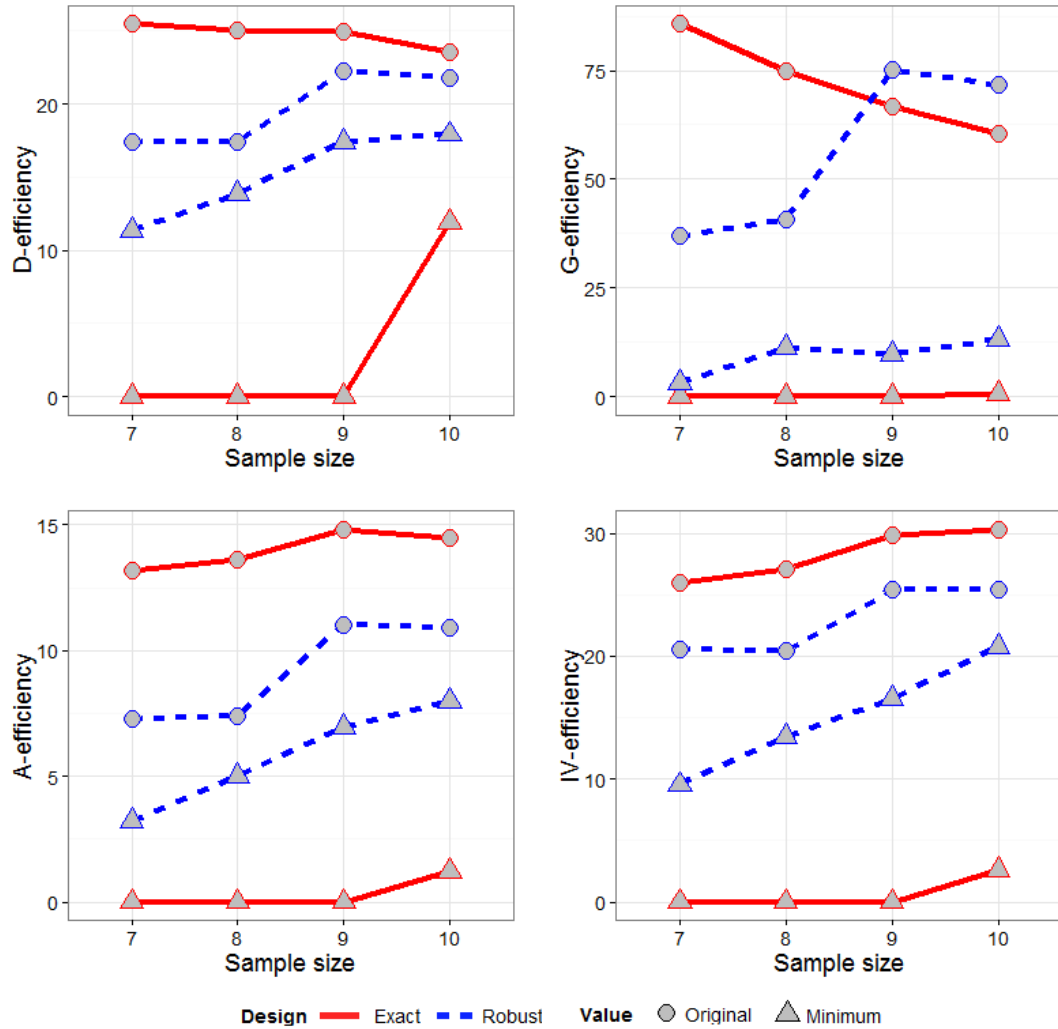 D-efficiency
20
10
0
7 8 9 10
Sample size
G-efficiency
75
50
25
0
7 8 9 10
Sample size
A-efficiency
15
10
5
0
7 8 9 10
Sample size
IV-efficiency
30
20
10
0
7 8 9 10
Sample size
Design Exact Robust Value Original Minimum